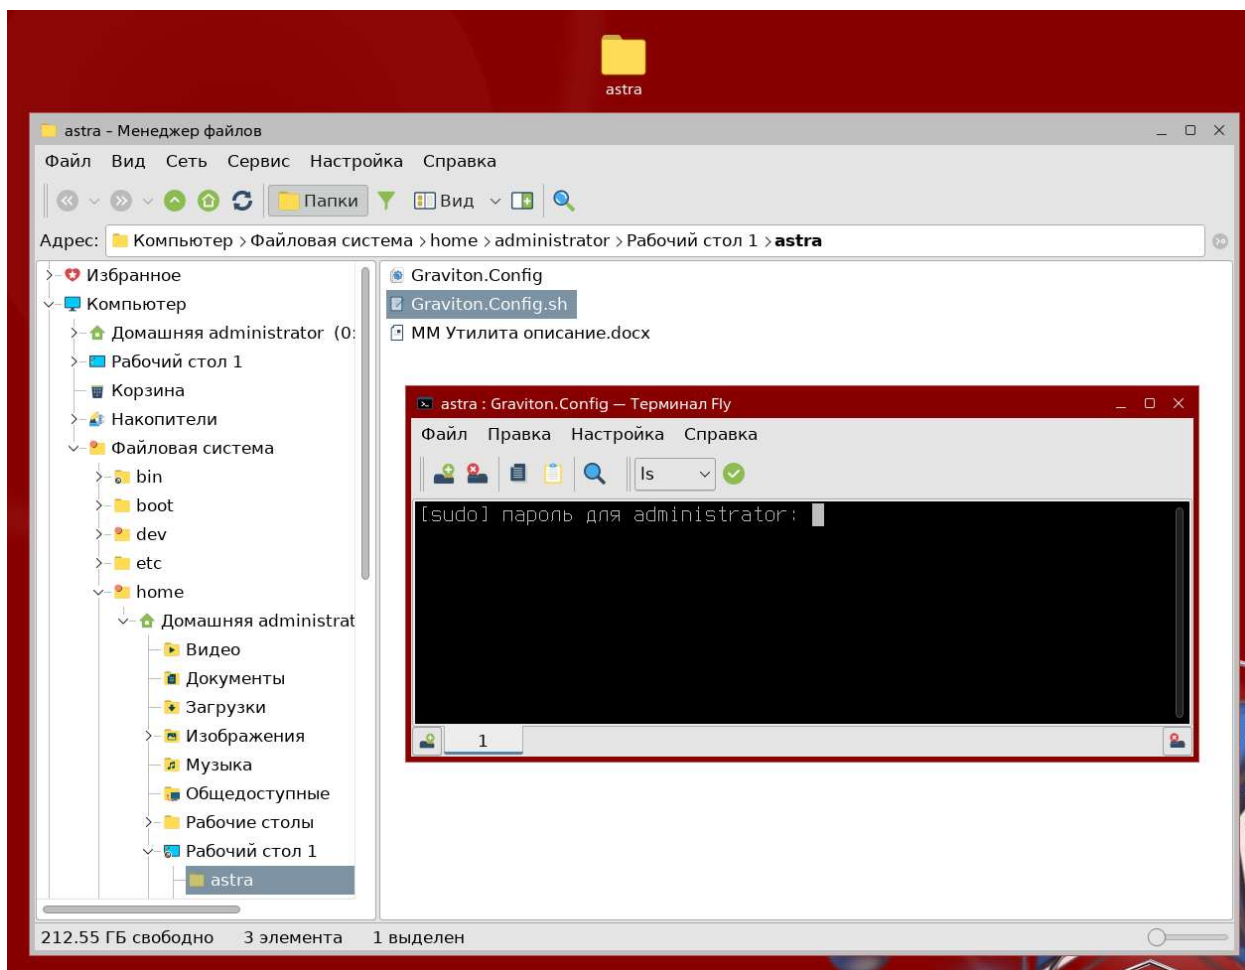 astra
astra – Менеджер файлов
Файл Вид Сеть Сервис Настройка Справка
Папки Вид
Адрес: Компьютер > Файловая система > home > administrator > Рабочий стол 1 > astra
Избранное
Компьютер
Домашняя administrator (0:
Рабочий стол 1
Корзина
Накопители
Файловая система
bin
boot
dev
etc
home
Домашняя administrat
Видео
Документы
Загрузки
Изображения
Музыка
Общедоступные
Рабочие столы
Рабочий стол 1
astra
Graviton.Config
Graviton.Config.sh
ММ Утилита описание.docx
astra : Graviton.Config — Терминал Fly
Файл Правка Настройка Справка
ls
[sudo] пароль для administrator:
1
212.55 ГБ свободно 3 элемента 1 выделен